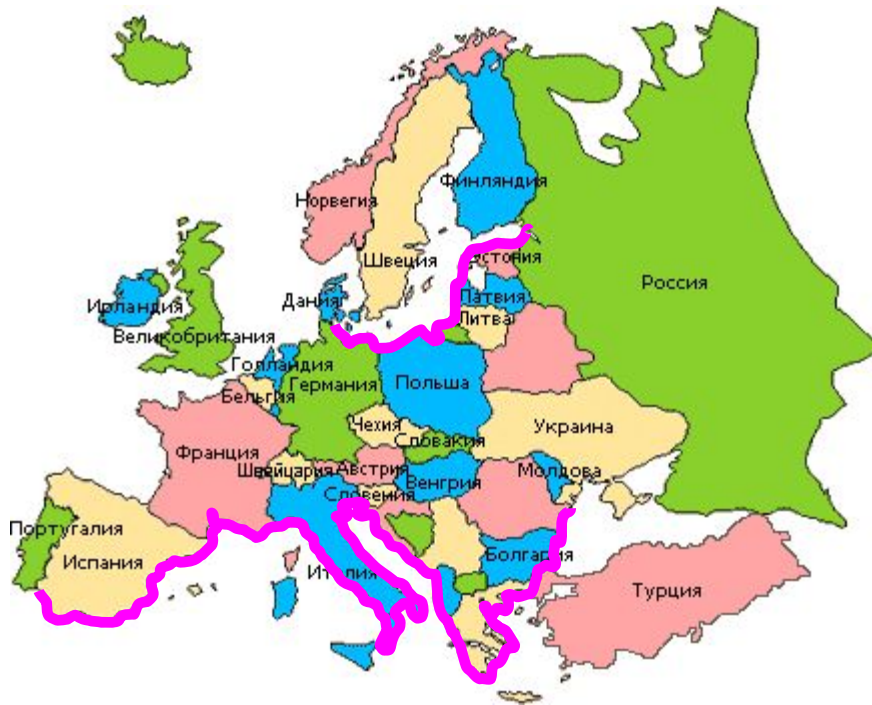 Финляндия
Норвегия
Швеция
Эстония
Россия
Ирландия
Дания
Латвия
Литва
Великобритания
Голландия
Германия
Польша
Бельгия
Чехия
Украина
Словакия
Франция
Швейцария
Австрия
Молдова
Венгрия
Словения
Португалия
Болгария
Испания
Италия
Турция